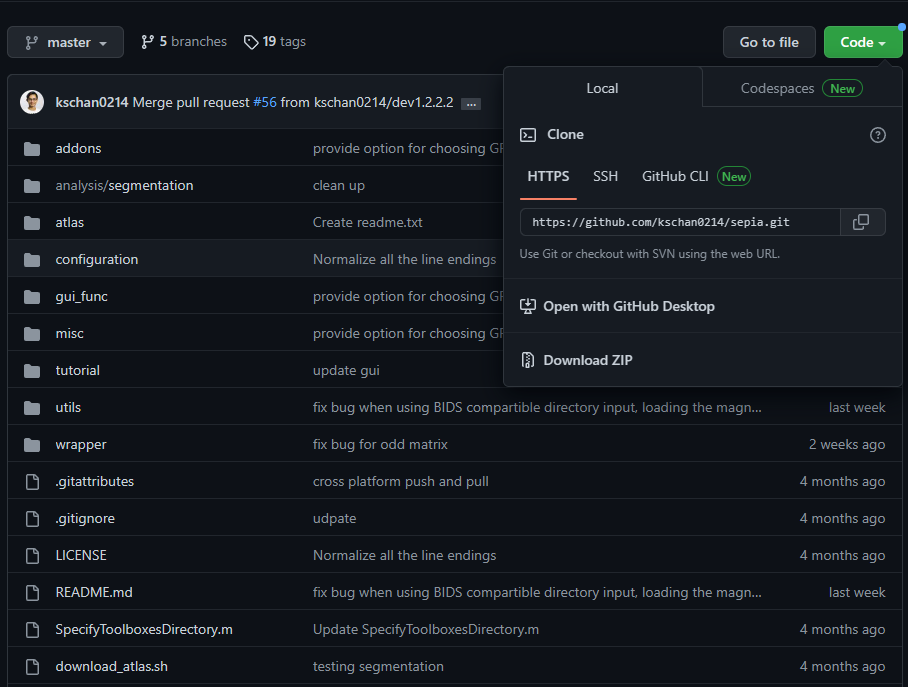 master 5 branches 19 tags Go to file Code
kschan0214 Merge pull request #56 from kschan0214/dev1.2.2.2 ...
Local Codespaces New
Clone
HTTPS SSH GitHub CLI New
https://github.com/kschan0214/sepia.git
Use Git or checkout with SVN using the web URL.
Open with GitHub Desktop
Download ZIP
addons provide option for choosing
analysis/segmentation clean up
atlas Create readme.txt
configuration Normalize all the line endings
gui_func provide option for choosing
misc provide option for choosing
tutorial update gui
utils fix bug when using BIDS compartible directory input, loading the magn... last week
wrapper fix bug for odd matrix 2 weeks ago
.gitattributes cross platform push and pull 4 months ago
.gitignore udpate 4 months ago
LICENSE Normalize all the line endings 4 months ago
README.md fix bug when using BIDS compartible directory input, loading the magn... last week
SpecifyToolboxesDirectory.m Update SpecifyToolboxesDirectory.m 4 months ago
download_atlas.sh testing segmentation 4 months ago